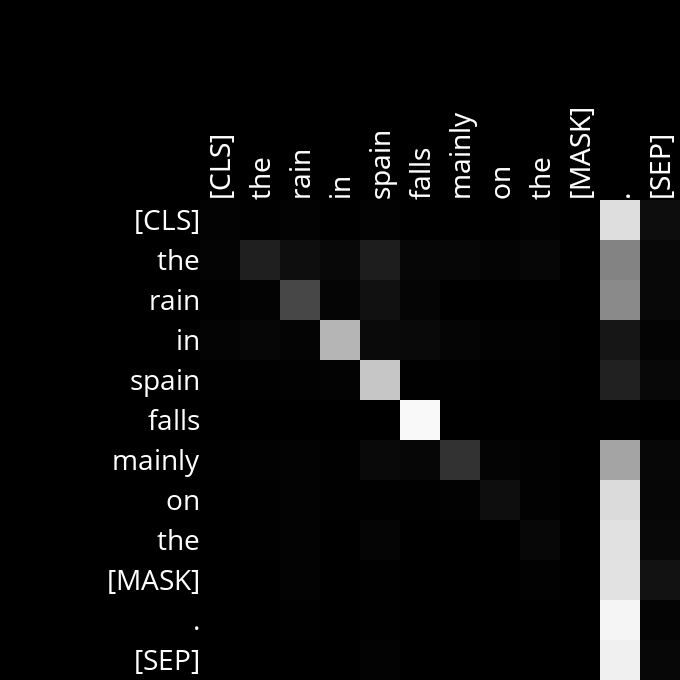 [CLS] the rain in spain falls mainly on the [MASK] . [SEP]
[CLS]
the
rain
in
spain
falls
mainly
on
the
[MASK]
.
[SEP]